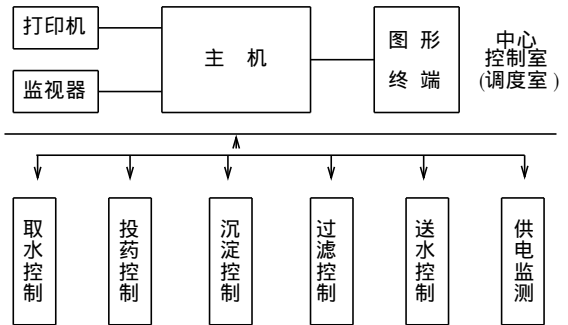 打印机
监视器
主 机
图 形
终 端
中心
控制室
(调度室)
取水控制
投药控制
沉淀控制
过滤控制
送水控制
供电监测